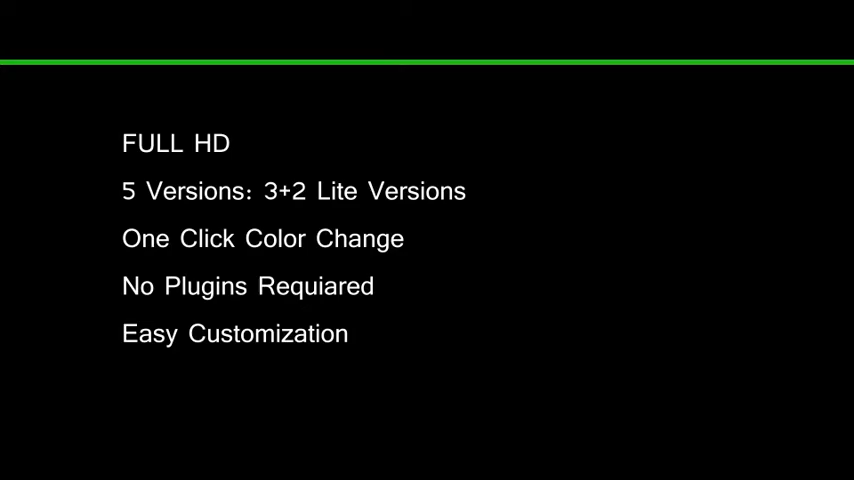 FULL HD
5 Versions: 3+2 Lite Versions
One Click Color Change
No Plugins Requiared
Easy Customization